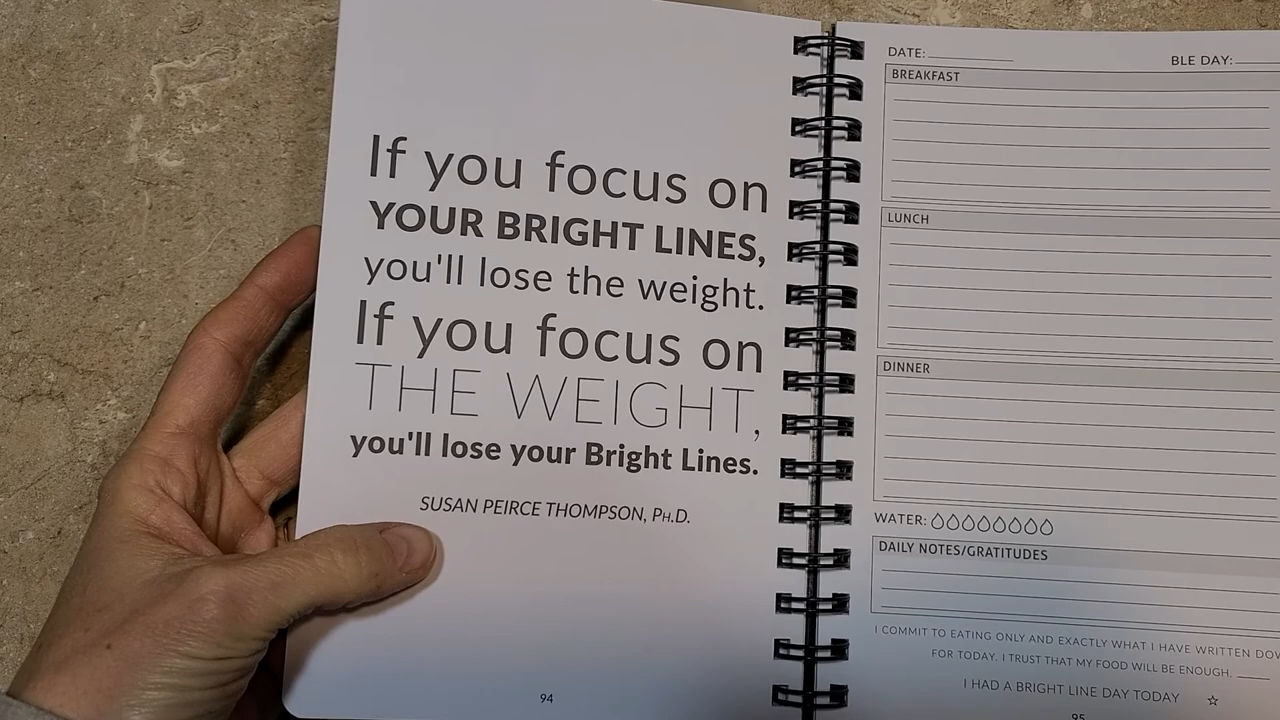 If you focus on
YOUR BRIGHT LINES,
you'll lose the weight.
If you focus on
THE WEIGHT,
you'll lose your Bright Lines.
SUSAN PEIRCE THOMPSON, PH.D.
94
DATE:
BLE DAY:
BREAKFAST
LUNCH
DINNER
WATER:
DAILY NOTES/GRATITUDES
I COMMIT TO EATING ONLY AND EXACTLY WHAT I HAVE WRITTEN
FOR TODAY. I TRUST THAT MY FOOD WILL BE ENOUGH.
I HAD A BRIGHT LINE DAY TODAY
95